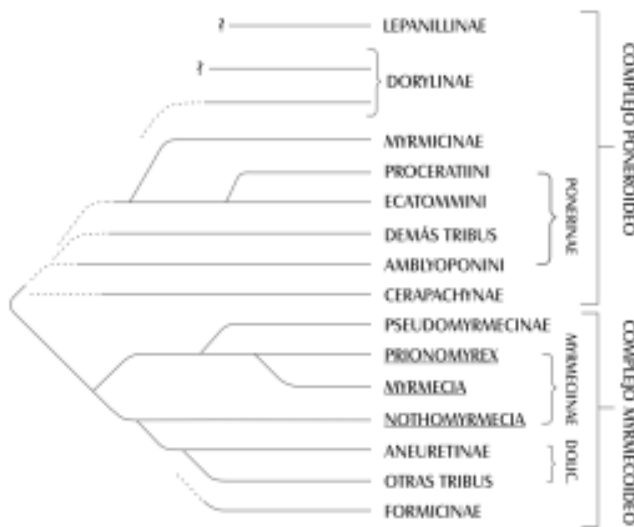 ? LEPANILLINAE
? DORYLINAE
MYRMICINAE
PROCERATIINI
ECATOMMINI
DEMÁS TRIBUS
AMBLYOPONINI
CERAPACHYNAE
PONERINAE
COMPLEJO PONEROIDEO
PSEUDOMYRMECINAE
PRIONOMYREX
MYRMECIA
NOTHOMYRMECIA
ANEURETINAE
OTRAS TRIBUS
FORMICINAE
MYRMECIINAE
DOLIC.
COMPLEJO MYRMECOIDEO